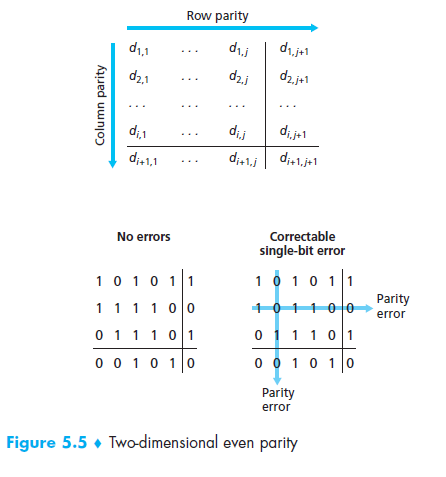 Row parity
Column parity
d1,1 ... d1,j d1,j+1
d2,1 ... d2,j d2,j+1
... ... ...
di,1 ... di,j di,j+1
di+1,1 ... di+1,j di+1,j+1
No errors
1 0 1 0 1 1
1 1 1 1 0 0
0 1 1 1 0 1
0 0 1 0 1 0
Correctable
single-bit error
1 0 1 0 1 1
1 0 1 1 0 0
0 1 1 1 0 1
0 0 1 0 1 0
Parity
error
Parity
error
Figure 5.5 ♦ Two-dimensional even parity